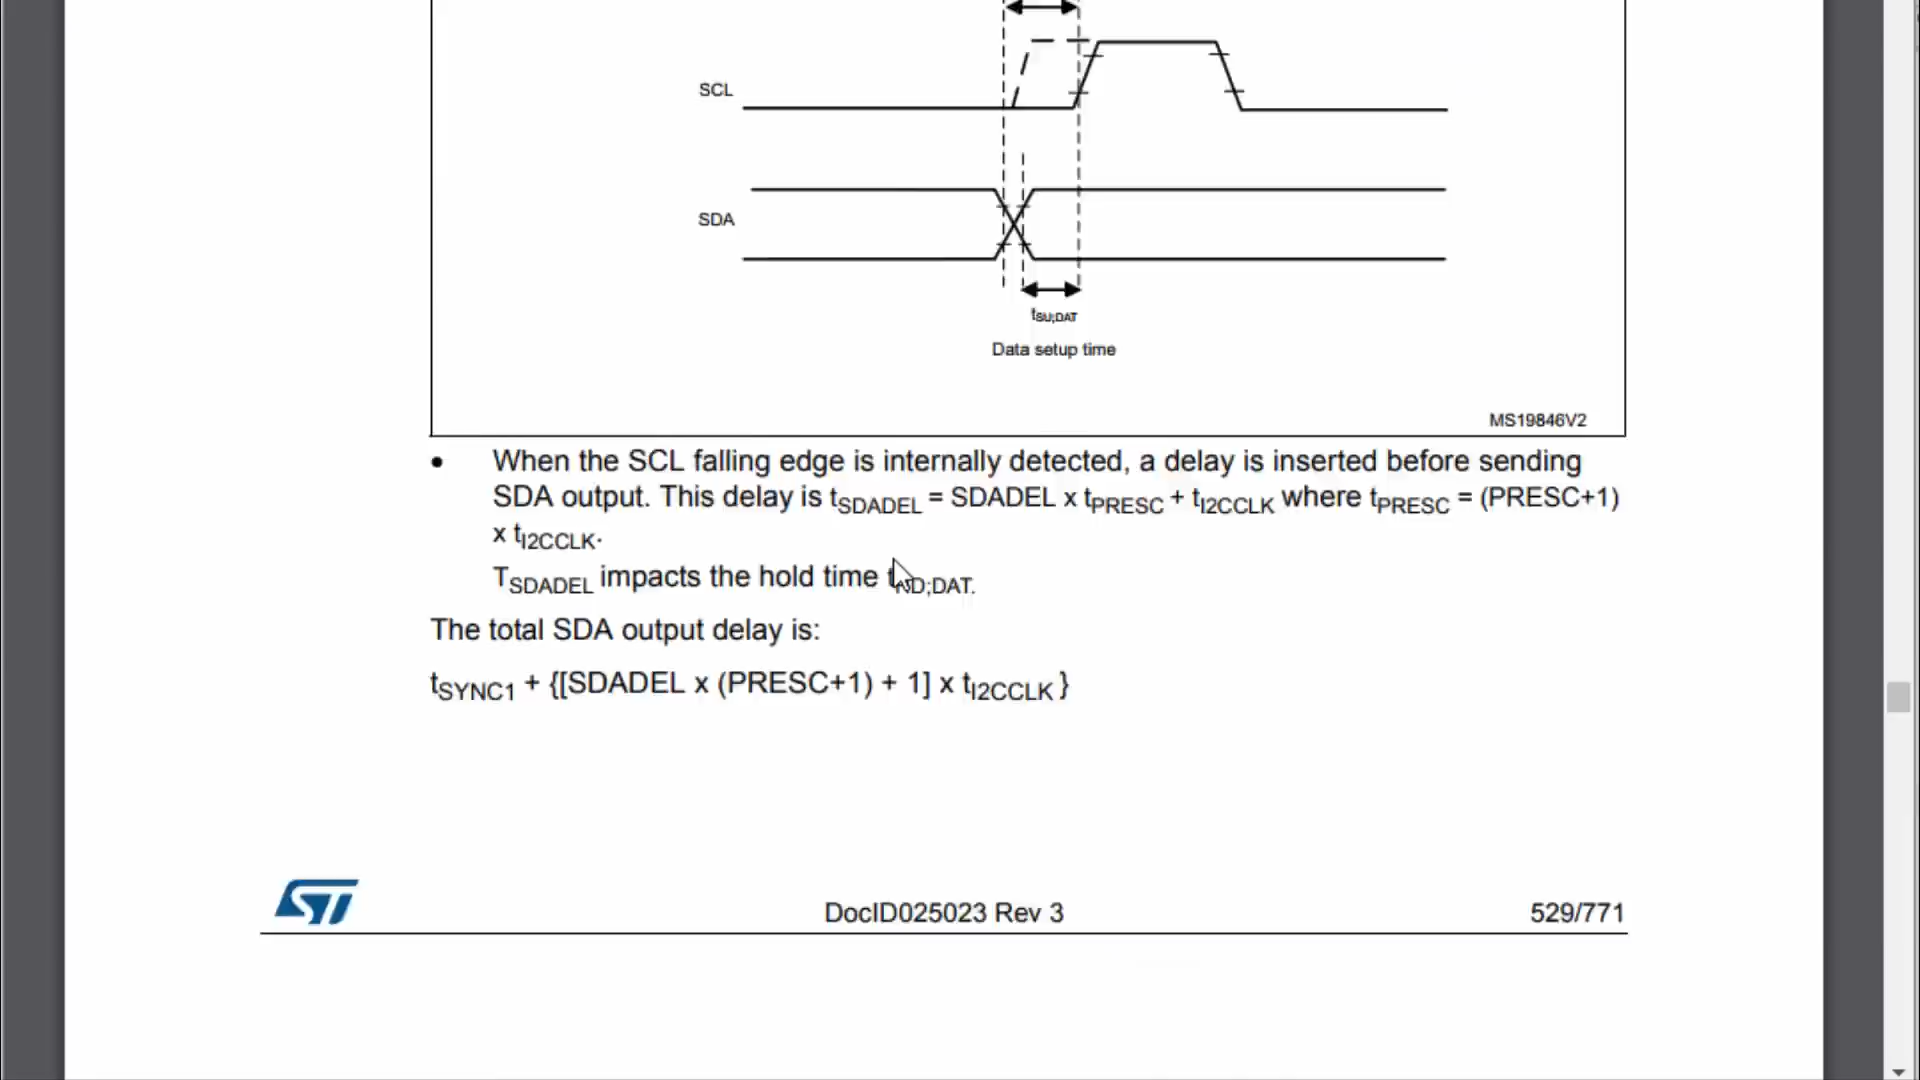 SCL
SDA
tSU;DAT
Data setup time
MS19846V2
• When the SCL falling edge is internally detected, a delay is inserted before sending
SDA output. This delay is tSDADEL = SDADEL x tPRESC + tI2CCLK where tPRESC = (PRESC+1)
x tI2CCLK.
TSDADEL impacts the hold time tHD;DAT.
The total SDA output delay is:
tSYNC1 + {[SDADEL x (PRESC+1) + 1] x tI2CCLK }
ST
DocID025023 Rev 3
529/771